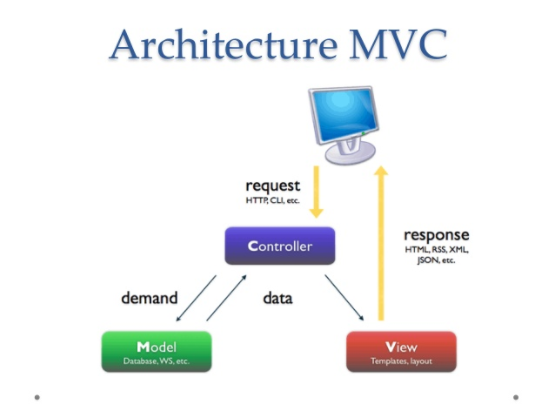 Architecture MVC
request
HTTP, CLI, etc.
Controller
response
HTML, RSS, XML,
JSON, etc.
demand
data
Model
Database, WS, etc.
View
Templates, layout